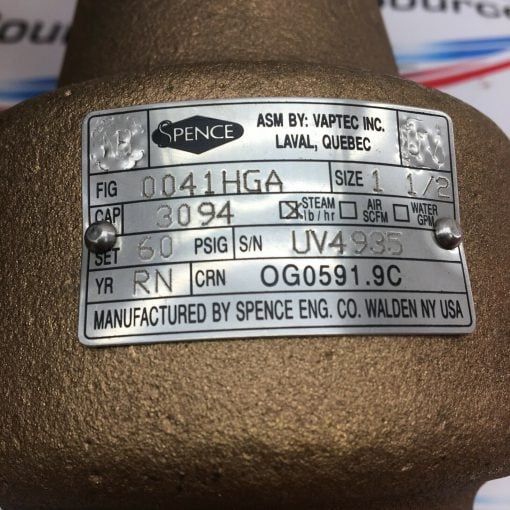 ource
SPENCE
ASM BY: VAPTEC INC.
LAVAL, QUEBEC
FIG 0041HGA SIZE 1 1/2
CAP 3094 STEAM lb/hr AIR SCFM WATER GPM
SET 60 PSIG S/N UV4935
YR RN CRN OG0591.9C
MANUFACTURED BY SPENCE ENG. CO. WALDEN NY USA